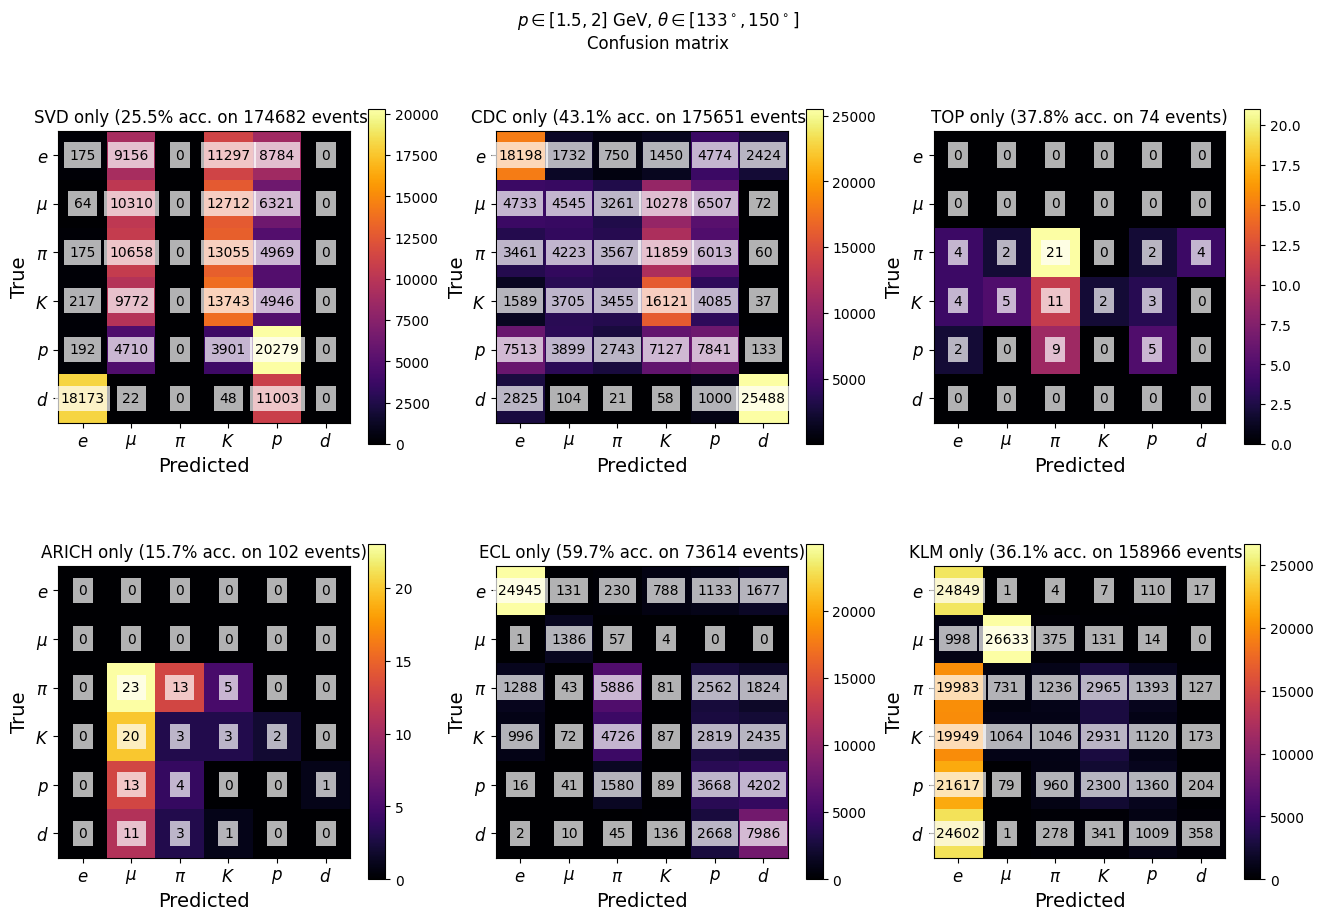 p ∈ [1.5, 2] GeV, θ ∈ [133°, 150°]
Confusion matrix
SVD only (25.5% acc. on 174682 events
e 175 9156 0 11297 8784 0
μ 64 10310 0 12712 6321 0
π 175 10658 0 13055 4969 0
K 217 9772 0 13743 4946 0
p 192 4710 0 3901 20279 0
d 18173 22 0 48 11003 0
e μ π K p d
True
Predicted
20000
17500
15000
12500
10000
7500
5000
2500
0
CDC only (43.1% acc. on 175651 events
e 18198 1732 750 1450 4774 2424
μ 4733 4545 3261 10278 6507 72
π 3461 4223 3567 11859 6013 60
K 1589 3705 3455 16121 4085 37
p 7513 3899 2743 7127 7841 133
d 2825 104 21 58 1000 25488
e μ π K p d
True
Predicted
25000
20000
15000
10000
5000
TOP only (37.8% acc. on 74 events)
e 0 0 0 0 0 0
μ 0 0 0 0 0 0
π 4 2 21 0 2 4
K 4 5 11 2 3 0
p 2 0 9 0 5 0
d 0 0 0 0 0 0
e μ π K p d
True
Predicted
20.0
17.5
15.0
12.5
10.0
7.5
5.0
2.5
0.0
ARICH only (15.7% acc. on 102 events)
e 0 0 0 0 0 0
μ 0 0 0 0 0 0
π 0 23 13 5 0 0
K 0 20 3 3 2 0
p 0 13 4 0 0 1
d 0 11 3 1 0 0
e μ π K p d
True
Predicted
20
15
10
5
0
ECL only (59.7% acc. on 73614 events)
e 24945 131 230 788 1133 1677
μ 1 1386 57 4 0 0
π 1288 43 5886 81 2562 1824
K 996 72 4726 87 2819 2435
p 16 41 1580 89 3668 4202
d 2 10 45 136 2668 7986
e μ π K p d
True
Predicted
20000
15000
10000
5000
0
KLM only (36.1% acc. on 158966 events
e 24849 1 4 7 110 17
μ 998 26633 375 131 14 0
π 19983 731 1236 2965 1393 127
K 19949 1064 1046 2931 1120 173
p 21617 79 960 2300 1360 204
d 24602 1 278 341 1009 358
e μ π K p d
True
Predicted
25000
20000
15000
10000
5000
0